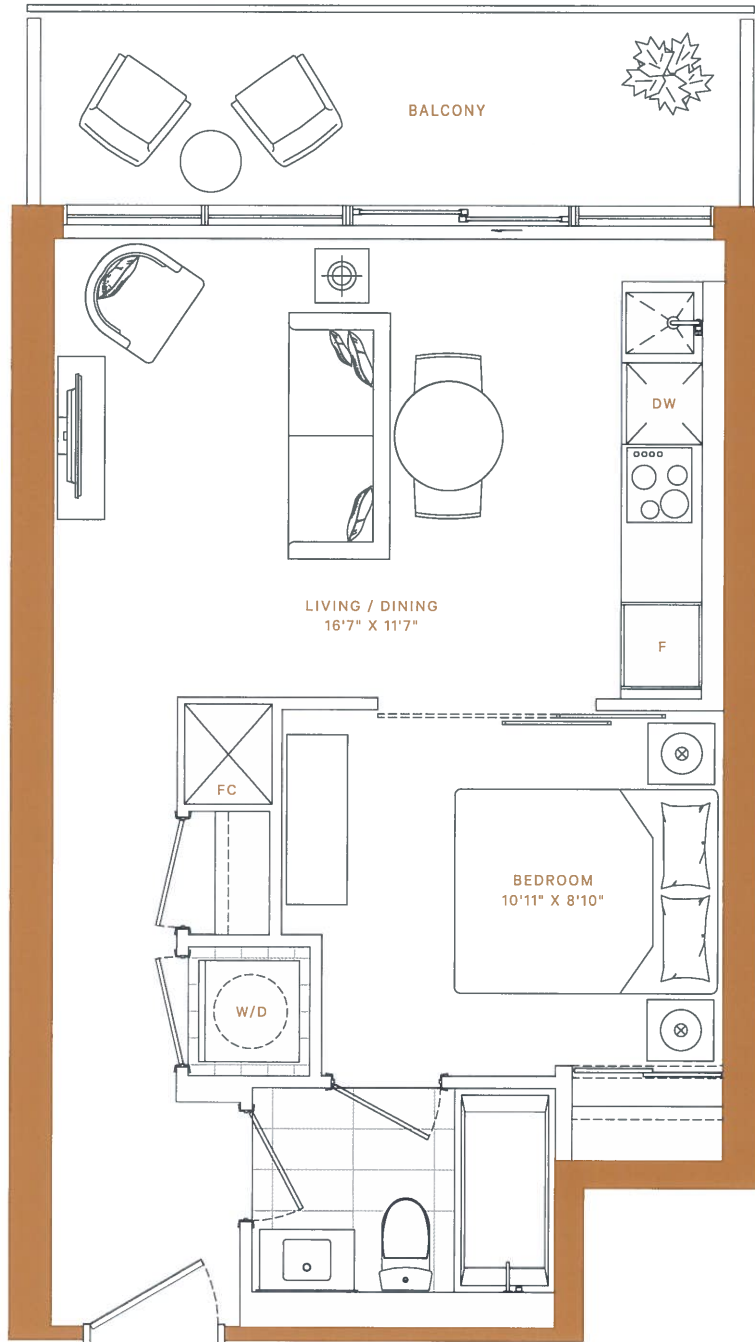 BALCONY
DW
LIVING / DINING
16'7" X 11'7"
F
FC
BEDROOM
10'11" X 8'10"
W/D